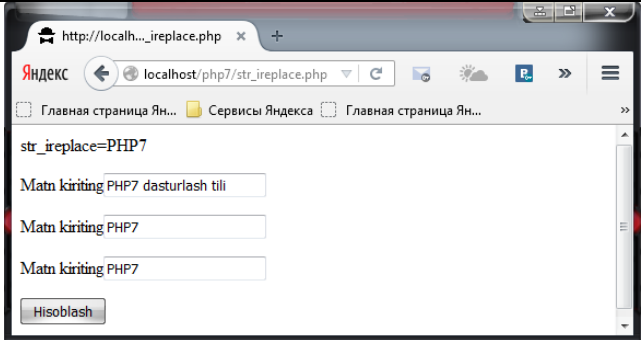 http://localh..._ireplace.php
Яндекс localhost/php7/str_ireplace.php
Главная страница Ян... Сервисы Яндекса Главная страница Ян...
str_ireplace=PHP7
Matn kiriting PHP7 dasturlash tili
Matn kiriting PHP7
Matn kiriting PHP7
Hisoblash